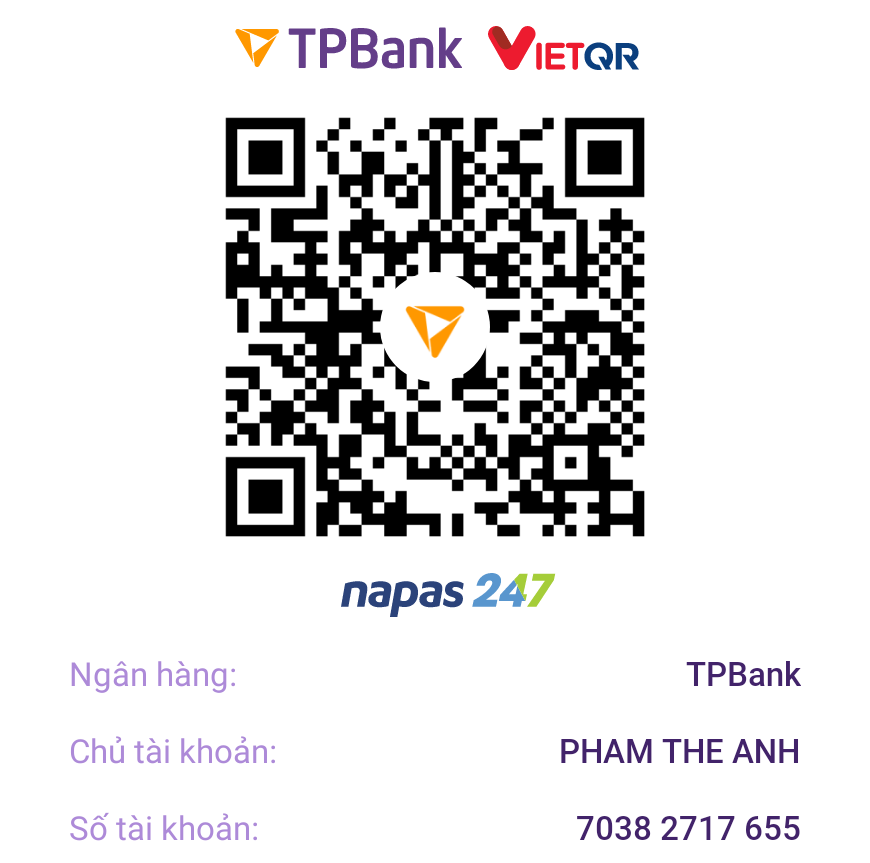 TPBank VIETQR
napas 247
Ngân hàng: TPBank
Chủ tài khoản: PHAM THE ANH
Số tài khoản: 7038 2717 655